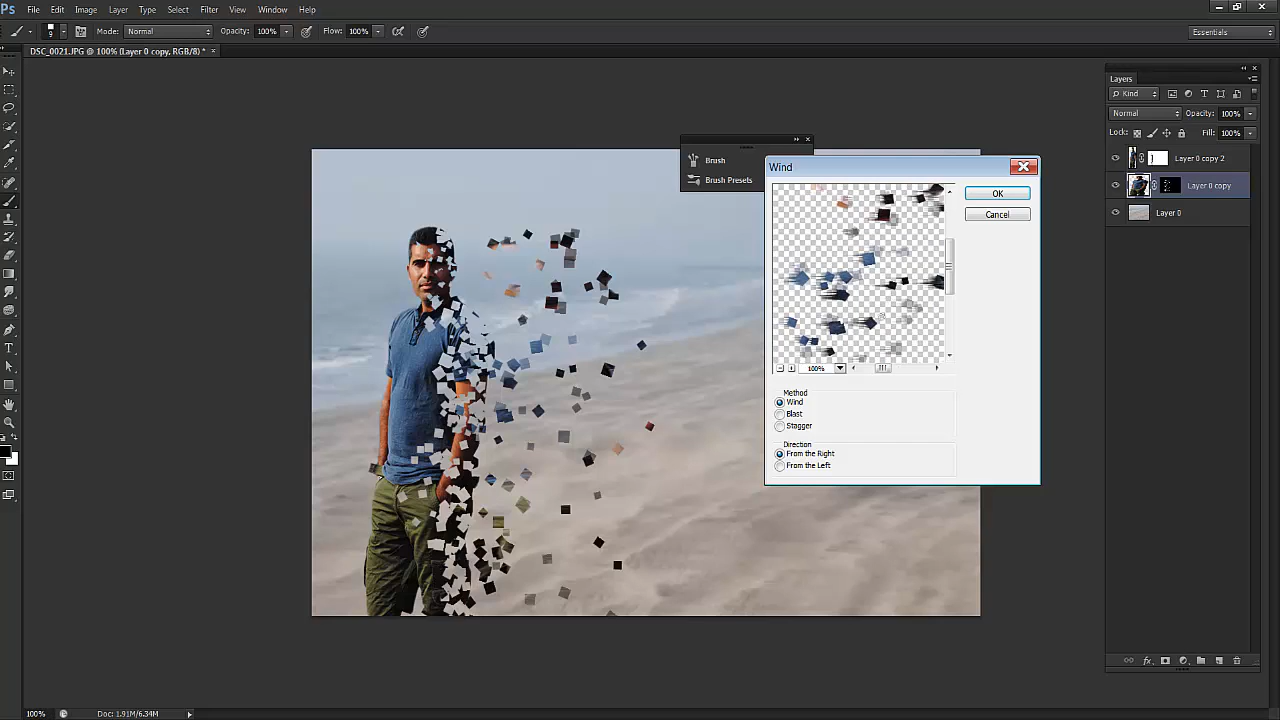 Ps File Edit Image Layer Type Select Filter 3D View Window Help
9 Mode: Normal Opacity: 100% Flow: 100% Essentials
DSC_0021.JPG @ 100% (Layer 0 copy, RGB/8) * ×
Layers
Kind
Normal Opacity: 100%
Lock: Fill: 100%
Layer 0 copy 2
Layer 0 copy
Layer 0
Brush
Brush Presets
Wind
OK
Cancel
100%
Method
Wind
Blast
Stagger
Direction
From the Right
From the Left
100% Doc: 1.91M/6.34M